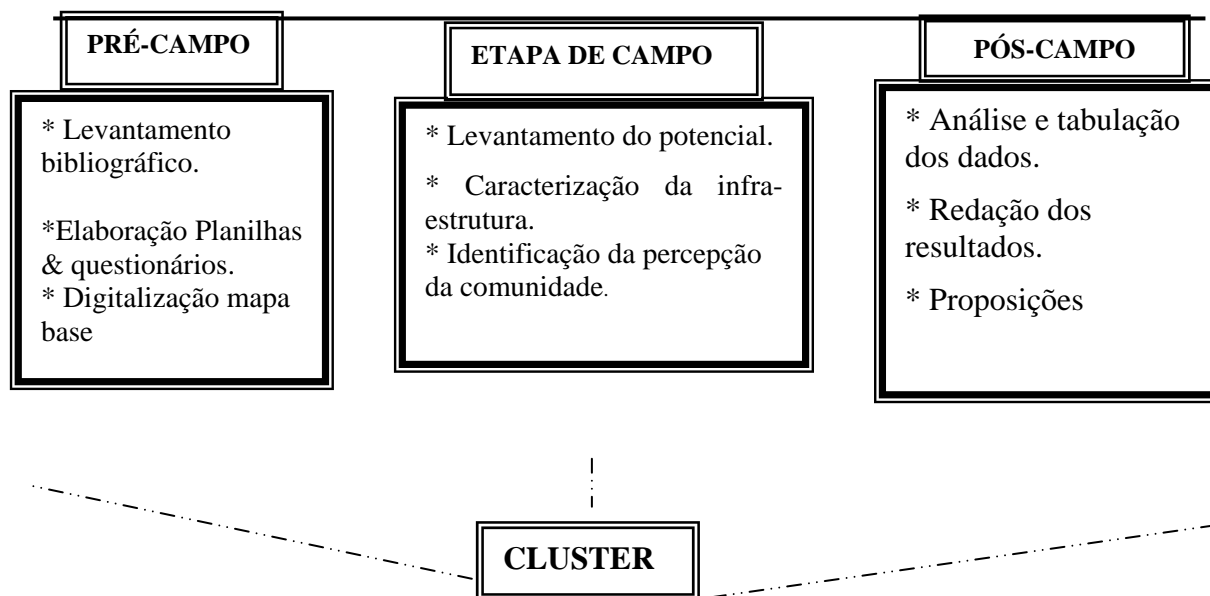 PRÉ-CAMPO
* Levantamento
bibliográfico.
*Elaboração Planilhas
& questionários.
* Digitalização mapa
base
ETAPA DE CAMPO
* Levantamento do potencial.
* Caracterização da infra-
estrutura.
* Identificação da percepção
da comunidade.
PÓS-CAMPO
* Análise e tabulação
dos dados.
* Redação dos
resultados.
* Proposições
CLUSTER